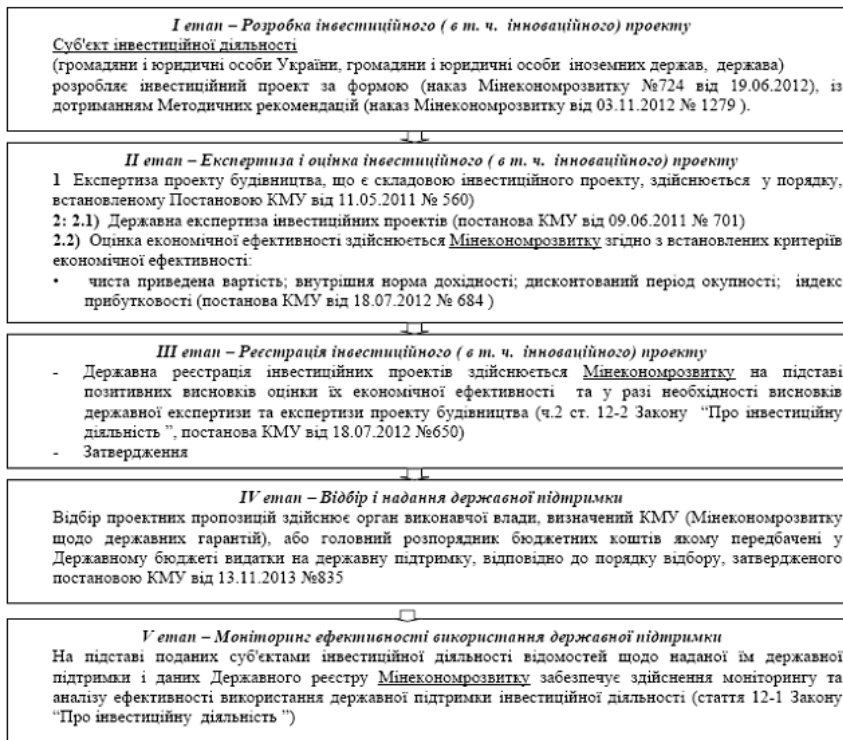 I етап – Розробка інвестиційного ( в т. ч. інноваційного) проекту
Суб'єкт інвестиційної діяльності
(громадяни і юридичні особи України, громадяни і юридичні особи іноземних держав, держава)
розробляє інвестиційний проект за формою (наказ Мінекономрозвитку №724 від 19.06.2012), із
дотриманням Методичних рекомендацій (наказ Мінекономрозвитку від 03.11.2012 № 1279 ).
II етап – Експертиза і оцінка інвестиційного ( в т. ч. інноваційного) проекту
1 Експертиза проекту будівництва, що є складовою інвестиційного проекту, здійснюється у порядку,
встановленому Постановою КМУ від 11.05.2011 № 560)
2: 2.1) Державна експертиза інвестиційних проектів (постанова КМУ від 09.06.2011 № 701)
2.2) Оцінка економічної ефективності здійснюється Мінекономрозвитку згідно з встановлених критеріїв
економічної ефективності:
• чиста приведена вартість; внутрішня норма дохідності; дисконтований період окупності; індекс
прибутковості (постанова КМУ від 18.07.2012 № 684 )
III етап – Реєстрація інвестиційного ( в т. ч. інноваційного) проекту
- Державна реєстрація інвестиційних проектів здійснюється Мінекономрозвитку на підставі
позитивних висновків оцінки їх економічної ефективності та у разі необхідності висновків
державної експертизи та експертизи проекту будівництва (ч.2 ст. 12-2 Закону “Про інвестиційну
діяльність ”, постанова КМУ від 18.07.2012 №650)
- Затвердження
IV етап – Відбір і надання державної підтримки
Відбір проектних пропозицій здійснює орган виконавчої влади, визначений КМУ (Мінекономрозвитку
щодо державних гарантій), або головний розпорядник бюджетних коштів якому передбачені у
Державному бюджеті видатки на державну підтримку, відповідно до порядку відбору, затвердженого
постановою КМУ від 13.11.2013 №835
V етап – Моніторинг ефективності використання державної підтримки
На підставі поданих суб'єктами інвестиційної діяльності відомостей щодо наданої їм державної
підтримки і даних Державного реєстру Мінекономрозвитку забезпечує здійснення моніторингу та
аналізу ефективності використання державної підтримки інвестиційної діяльності (стаття 12-1 Закону
“Про інвестиційну діяльність ”)